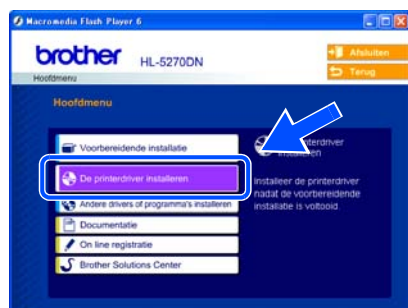 Macromedia Flash Player 6
brother
HL-5270DN
Afsluiten
Terug
Hoofdmenu
Hoofdmenu
Voorbereidende installatie
De printerdriver installeren
Andere drivers of programma's installeren
Documentatie
On line registratie
Brother Solutions Center
installeren
Installeer de printerdriver
nadat de voorbereidende
installatie is voltooid.